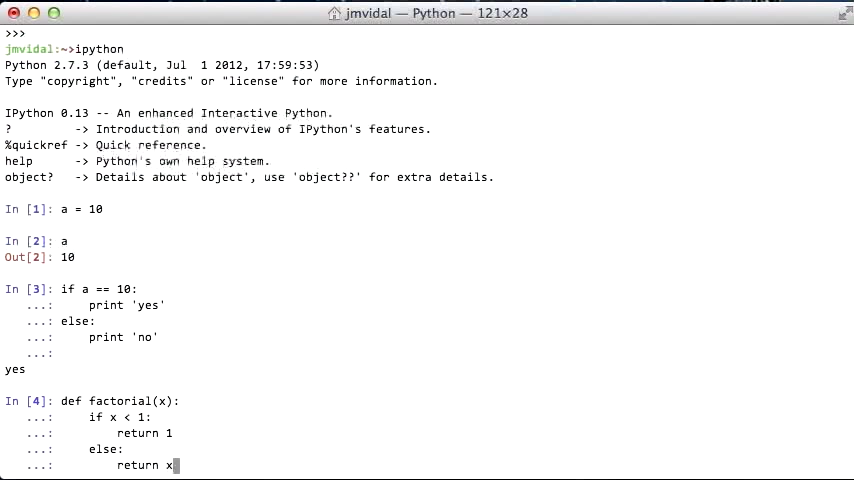 jmvidal — Python — 121×28
>>>
jmvidal:~>ipython
Python 2.7.3 (default, Jul  1 2012, 17:59:53)
Type "copyright", "credits" or "license" for more information.
IPython 0.13 -- An enhanced Interactive Python.
?         -> Introduction and overview of IPython's features.
%quickref -> Quick reference.
help      -> Python's own help system.
object?   -> Details about 'object', use 'object??' for extra details.
In [1]: a = 10
In [2]: a
Out[2]: 10
In [3]: if a == 10:
   ...:     print 'yes'
   ...: else:
   ...:     print 'no'
   ...:
yes
In [4]: def factorial(x):
   ...:     if x < 1:
   ...:         return 1
   ...:     else:
   ...:         return x